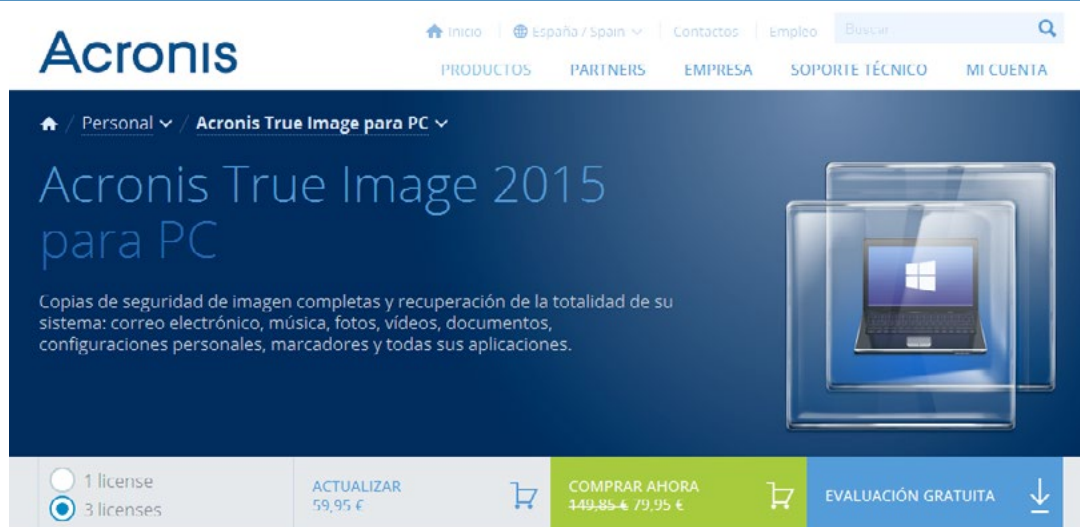 Acronis
Inicio España / Spain Contactos Empleo Buscar
PRODUCTOS PARTNERS EMPRESA SOPORTE TÉCNICO MI CUENTA
/ Personal / Acronis True Image para PC
Acronis True Image 2015
para PC
Copias de seguridad de imagen completas y recuperación de la totalidad de su
sistema: correo electrónico, música, fotos, vídeos, documentos,
configuraciones personales, marcadores y todas sus aplicaciones.
1 license
3 licenses
ACTUALIZAR
59,95 €
COMPRAR AHORA
149,85 € 79,95 €
EVALUACIÓN GRATUITA